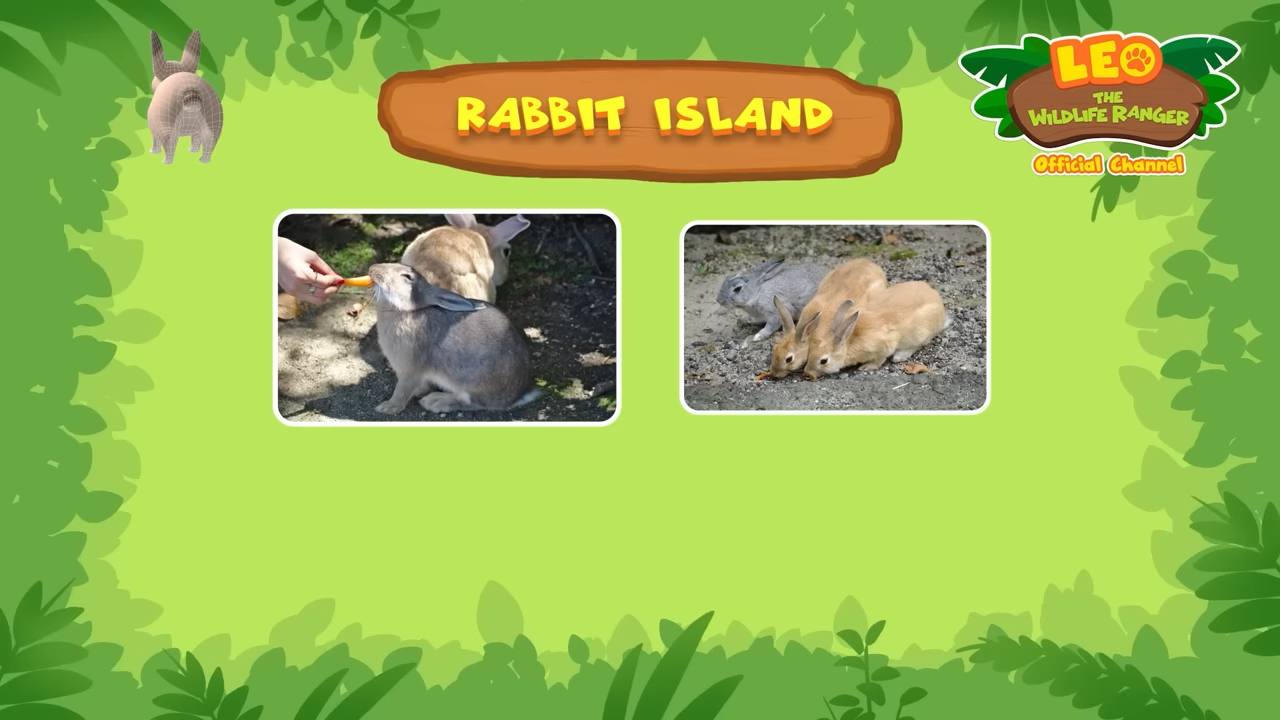 RABBIT ISLAND
LEO
THE
WILDLIFE RANGER
Official Channel